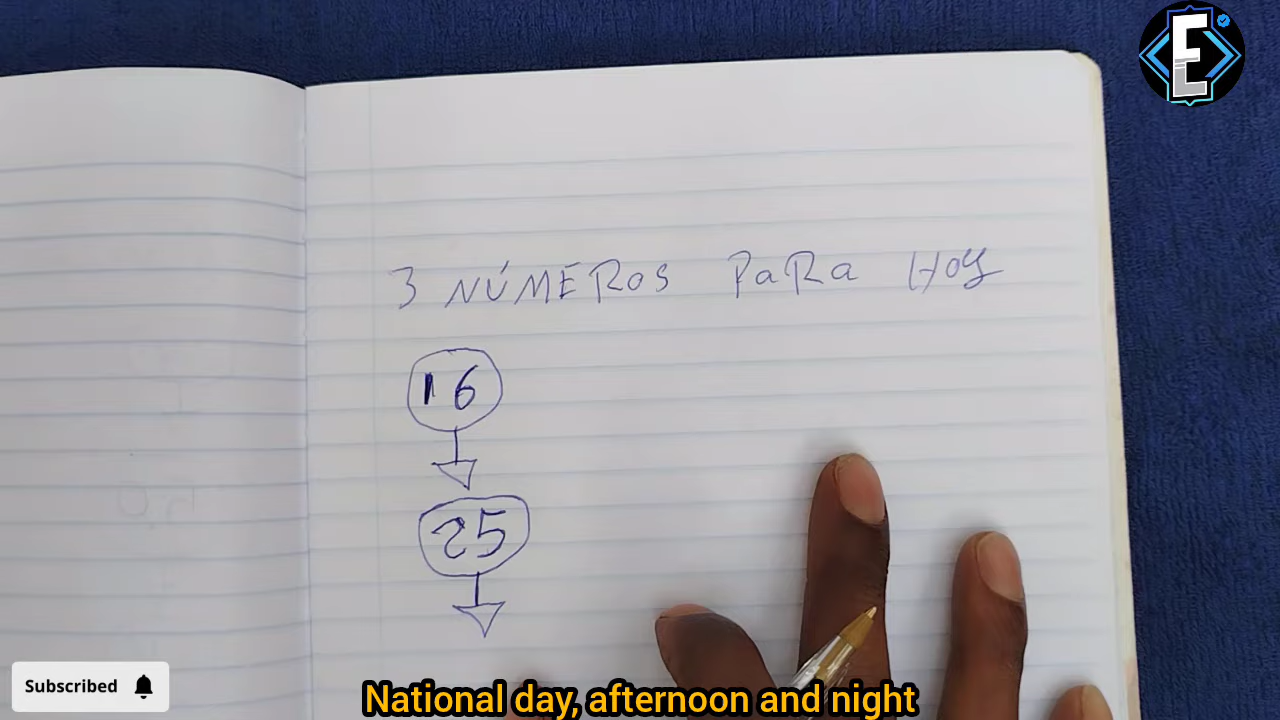 3 NÚMEROS PaRa HOY
16
25
Subscribed
National day, afternoon and night